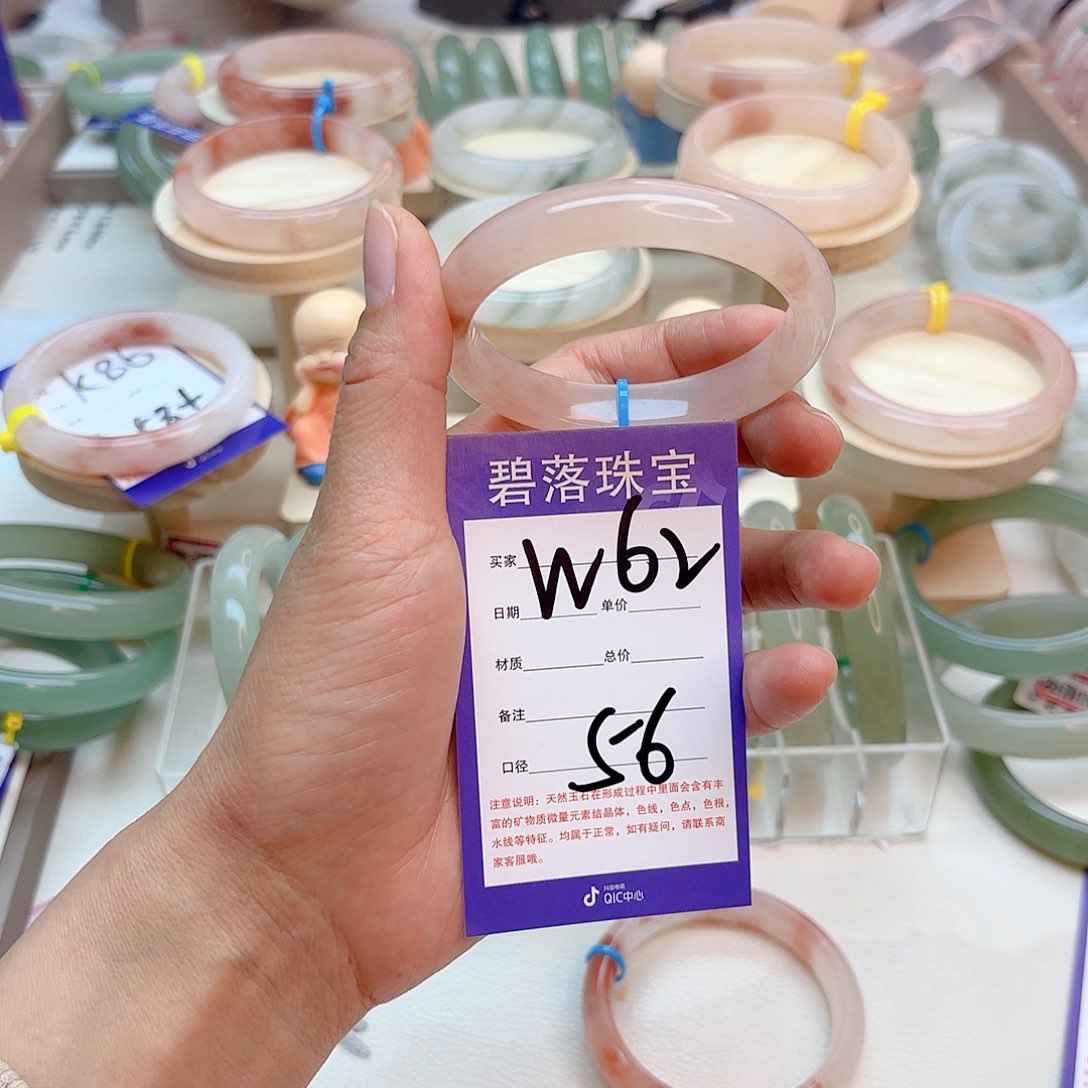 碧落珠宝
买家 W62
日期 单价
材质 总价
备注
口径 56
注意说明：天然玉石在形成过程中里面会含有丰
富的矿物质微量元素结晶体，色线，色点，色根，
水线等特征。均属于正常，如有疑问，请联系商
家客服哦。
抖音电商
QIC中心
K86